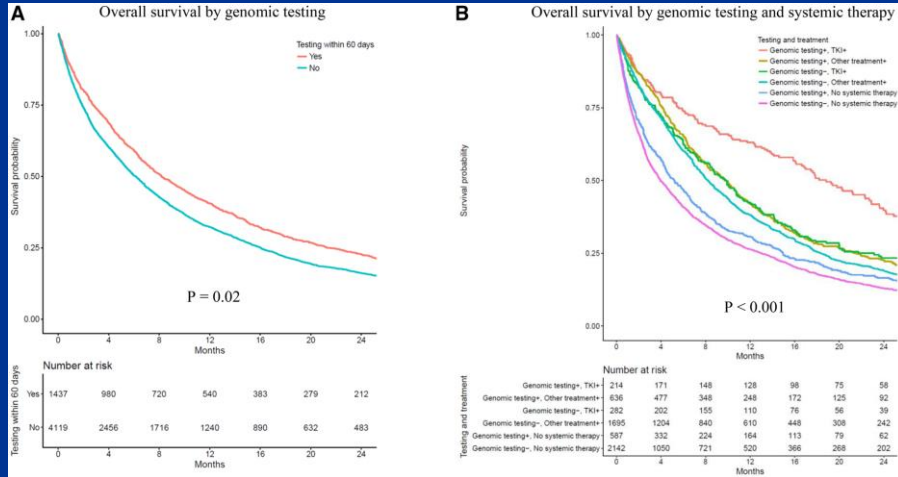 A
Overall survival by genomic testing
Testing within 60 days
Yes
No
Survival probability
1.00
0.75
0.50
0.25
0.00
P = 0.02
0 4 8 12 16 20 24
Months
Number at risk
Testing within 60 days
Yes 1437 980 720 540 383 279 212
No 4119 2456 1716 1240 890 632 483
0 4 8 12 16 20 24
Months
B
Overall survival by genomic testing and systemic therapy
Testing and treatment
Genomic testing+, TKI+
Genomic testing+, Other treatment+
Genomic testing−, TKI+
Genomic testing−, Other treatment+
Genomic testing+, No systemic therapy
Genomic testing−, No systemic therapy
Survival probability
1.00
0.75
0.50
0.25
0.00
P < 0.001
0 4 8 12 16 20 24
Months
Number at risk
Testing and treatment
Genomic testing+, TKI+ 214 171 148 128 98 75 58
Genomic testing+, Other treatment+ 636 477 348 248 172 125 92
Genomic testing−, TKI+ 282 202 155 110 76 56 39
Genomic testing−, Other treatment+ 1695 1204 840 610 448 308 242
Genomic testing+, No systemic therapy 587 332 224 164 113 79 62
Genomic testing−, No systemic therapy 2142 1050 721 520 366 268 202
0 4 8 12 16 20 24
Months